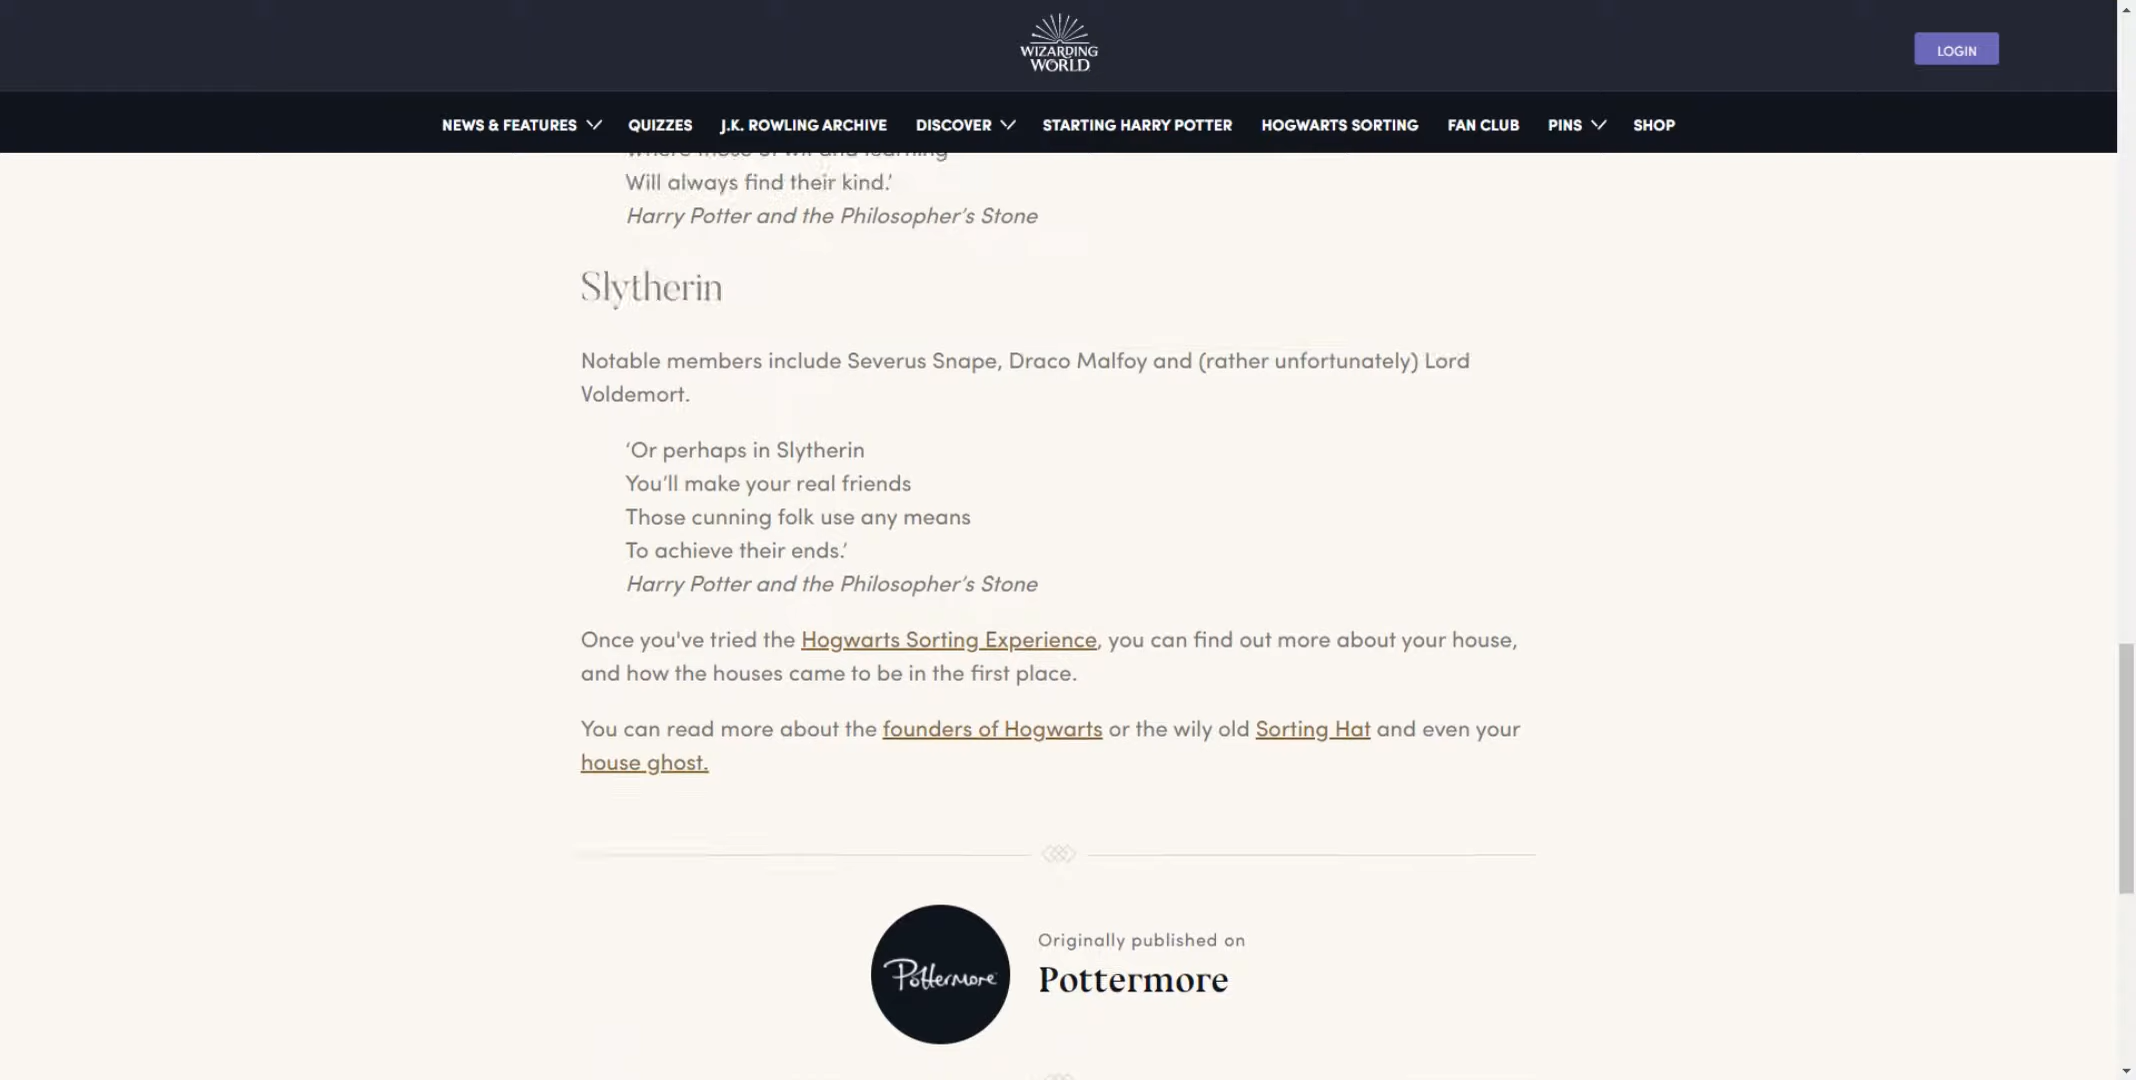 WIZARDING
WORLD
LOGIN
NEWS & FEATURES
QUIZZES
J.K. ROWLING ARCHIVE
DISCOVER
STARTING HARRY POTTER
HOGWARTS SORTING
FAN CLUB
PINS
SHOP
Where those of wit and learning
Will always find their kind.’
Harry Potter and the Philosopher’s Stone
Slytherin
Notable members include Severus Snape, Draco Malfoy and (rather unfortunately) Lord
Voldemort.
‘Or perhaps in Slytherin
You’ll make your real friends
Those cunning folk use any means
To achieve their ends.’
Harry Potter and the Philosopher’s Stone
Once you've tried the Hogwarts Sorting Experience, you can find out more about your house,
and how the houses came to be in the first place.
You can read more about the founders of Hogwarts or the wily old Sorting Hat and even your
house ghost.
Pottermore
Originally published on
Pottermore